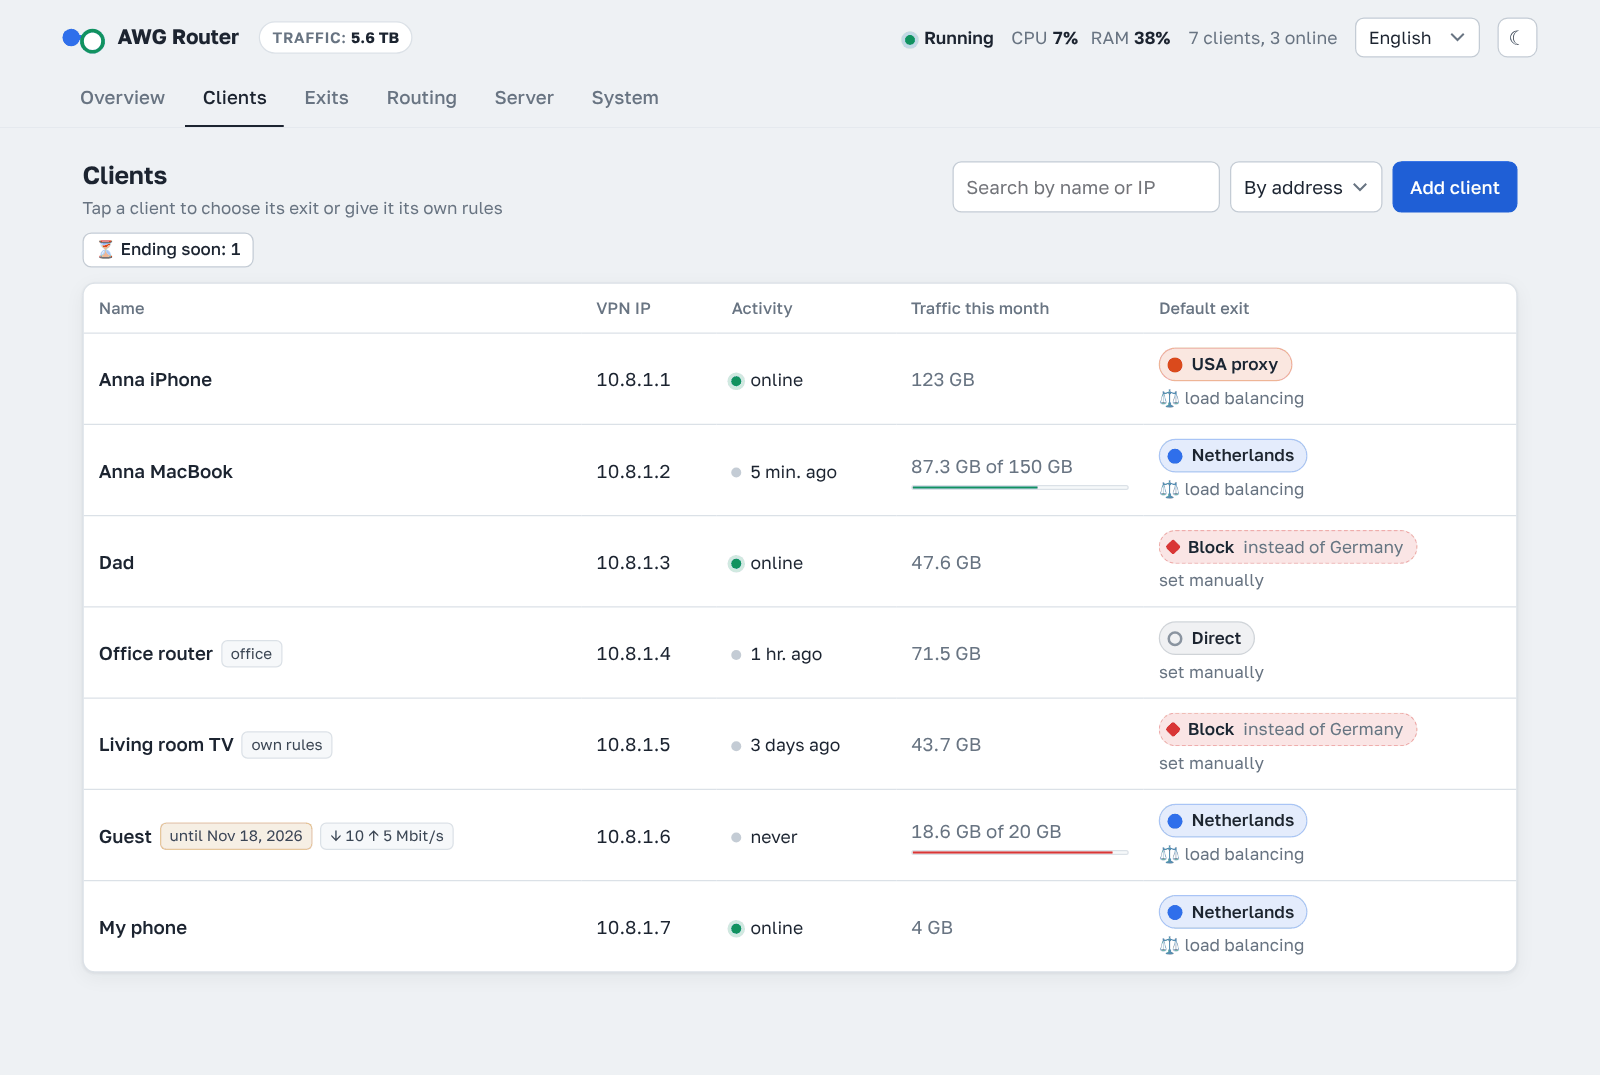 AWG Router
TRAFFIC: 5.6 TB
Running CPU 7% RAM 38% 7 clients, 3 online
English
Overview Clients Exits Routing Server System
Clients
Tap a client to choose its exit or give it its own rules
Search by name or IP
By address
Add client
Ending soon: 1
Name VPN IP Activity Traffic this month Default exit
Anna iPhone 10.8.1.1 online 123 GB USA proxy
load balancing
Anna MacBook 10.8.1.2 5 min. ago 87.3 GB of 150 GB Netherlands
load balancing
Dad 10.8.1.3 online 47.6 GB Block instead of Germany
set manually
Office router office 10.8.1.4 1 hr. ago 71.5 GB Direct
set manually
Living room TV own rules 10.8.1.5 3 days ago 43.7 GB Block instead of Germany
set manually
Guest until Nov 18, 2026 ↓ 10 ↑ 5 Mbit/s 10.8.1.6 never 18.6 GB of 20 GB Netherlands
load balancing
My phone 10.8.1.7 online 4 GB Netherlands
load balancing